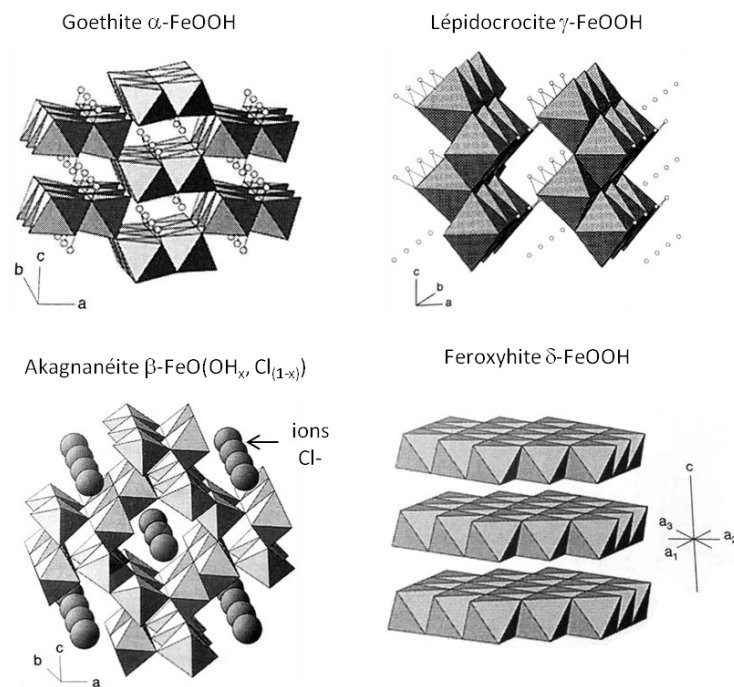 Goethite α-FeOOH
Lépidocrocite γ-FeOOH
c
b
a
c
b
a
Akagnanéite β-FeO(OHₓ, Cl₍₁₋ₓ₎)
Feroxyhite δ-FeOOH
ions
Cl-
c
a₃
a₂
a₁
c
b
a